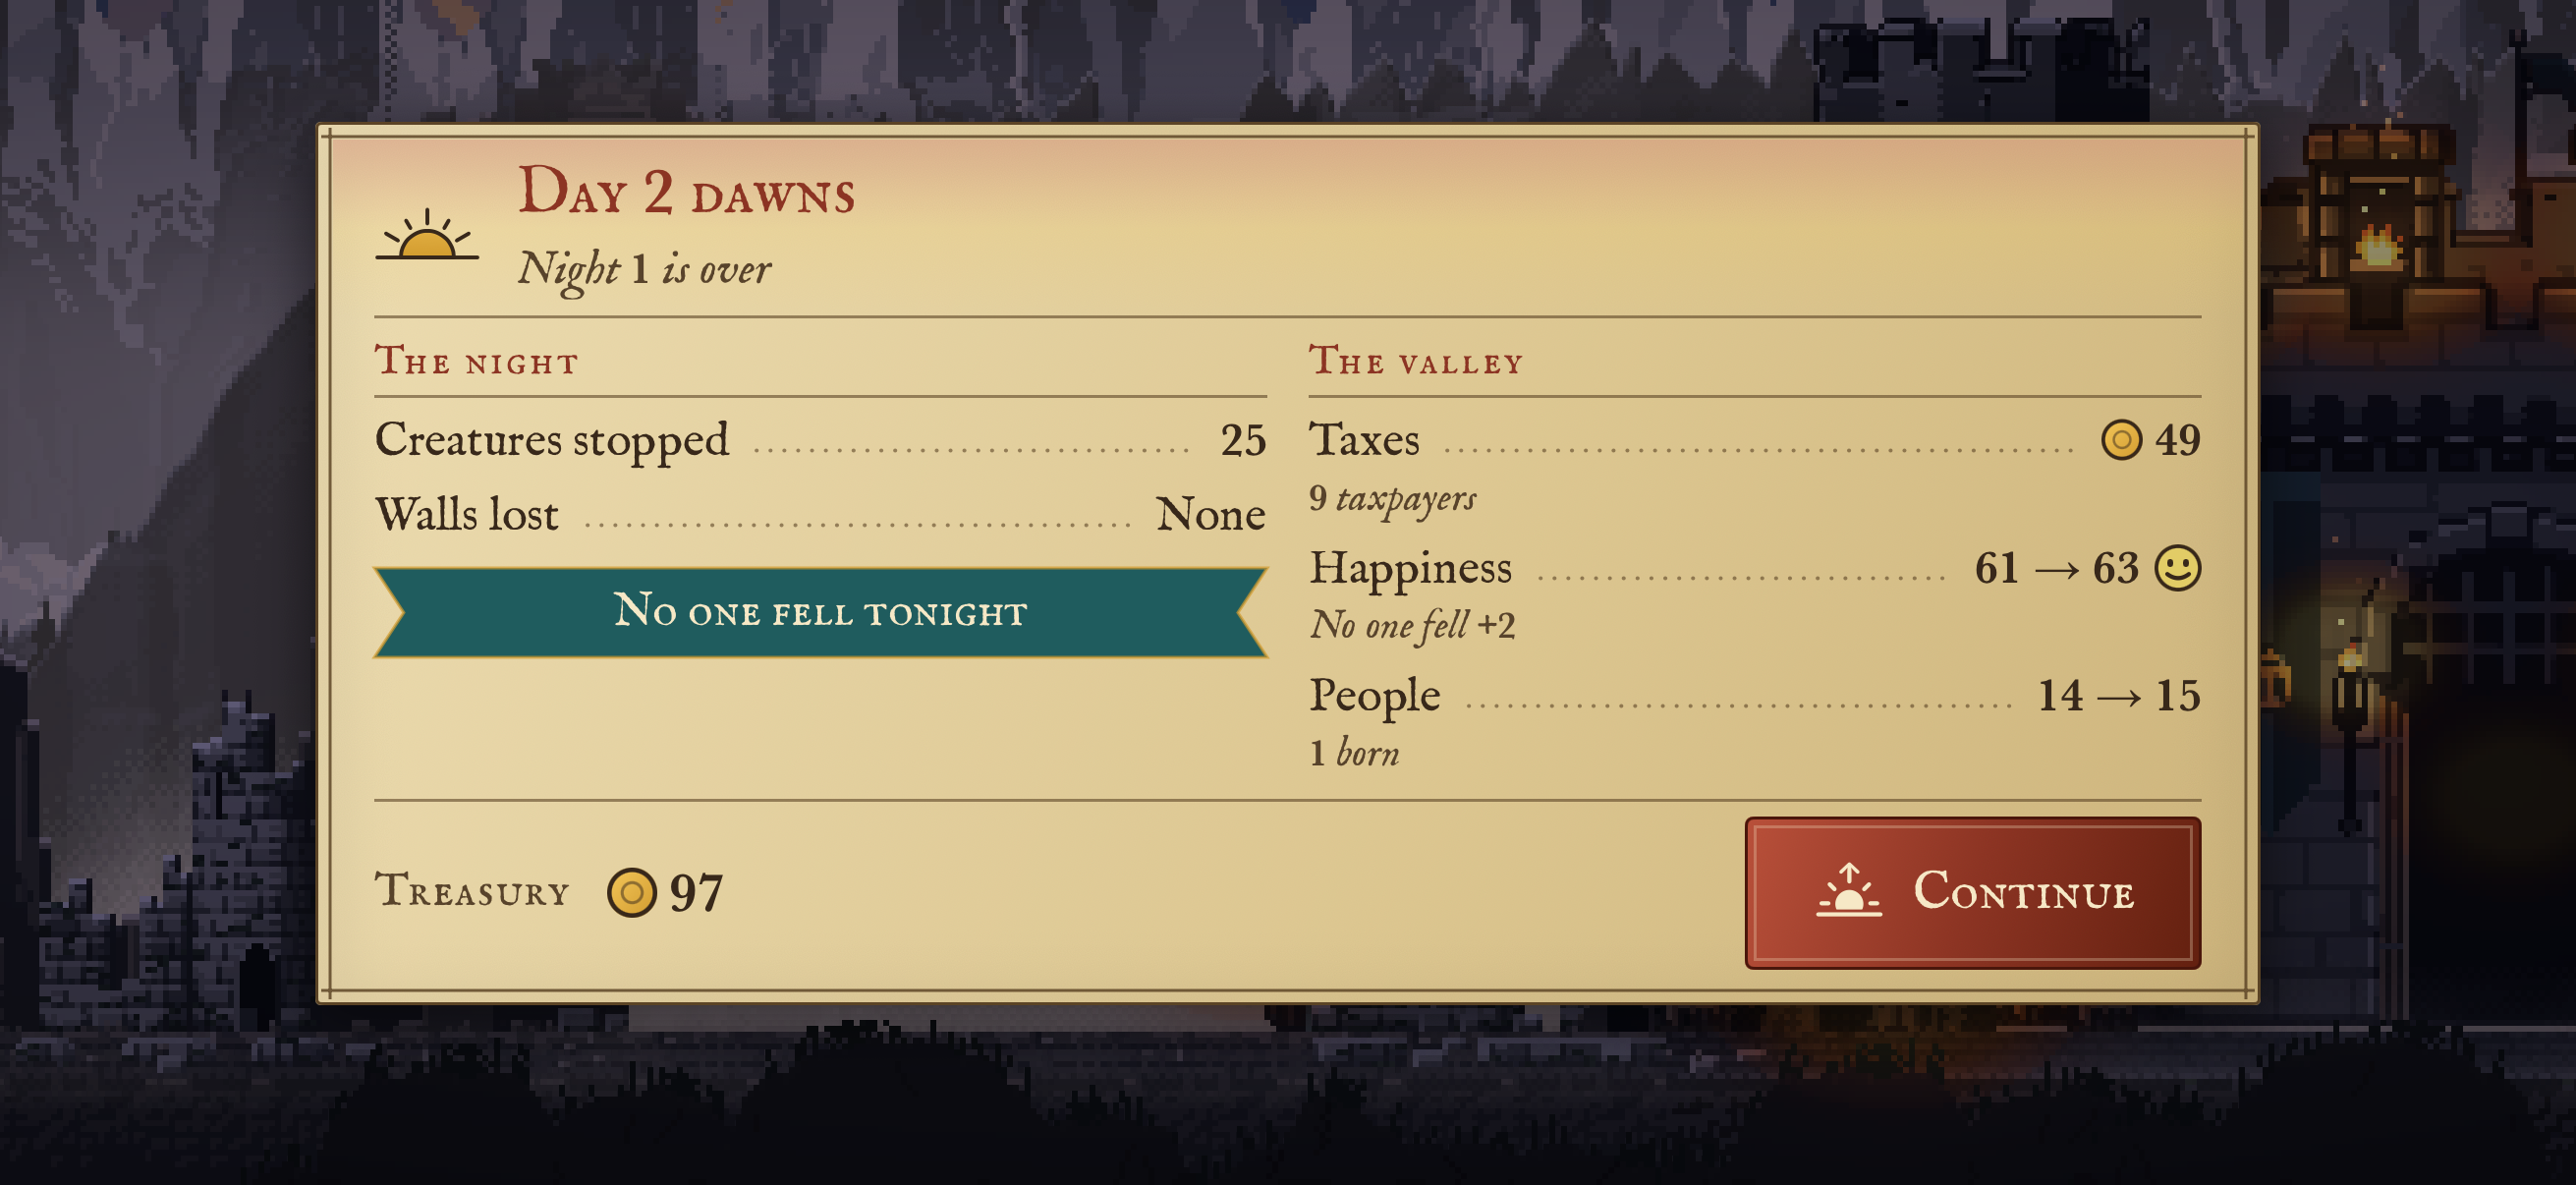 Day 2 dawns
Night 1 is over
The night
Creatures stopped 25
Walls lost None
No one fell tonight
The valley
Taxes 49
9 taxpayers
Happiness 61 → 63
No one fell +2
People 14 → 15
1 born
Treasury 97
Continue